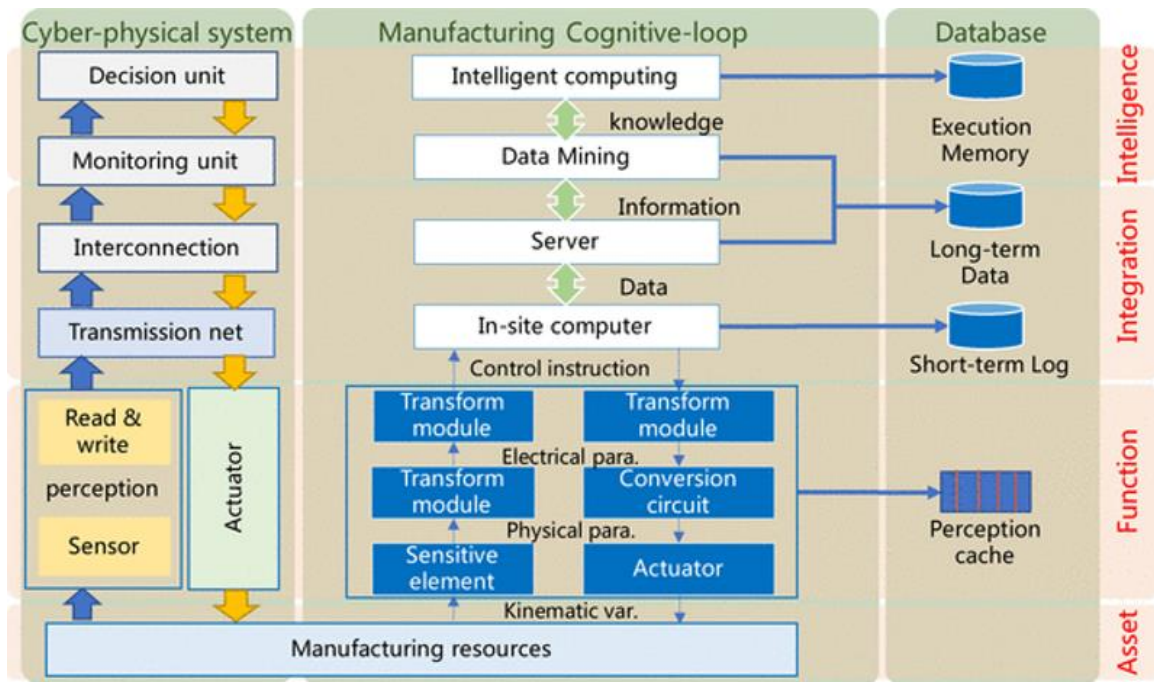 Cyber-physical system
Decision unit
Monitoring unit
Interconnection
Transmission net
Read &
write
perception
Sensor
Actuator
Manufacturing Cognitive-loop
Intelligent computing
knowledge
Data Mining
Information
Server
Data
In-site computer
Control instruction
Transform
module
Transform
module
Electrical para.
Transform
module
Conversion
circuit
Physical para.
Sensitive
element
Actuator
Kinematic var.
Manufacturing resources
Database
Execution
Memory
Long-term
Data
Short-term Log
Perception
cache
Intelligence
Integration
Function
Asset